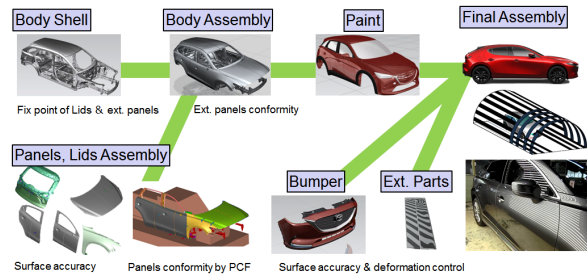 Body Shell
Body Assembly
Paint
Final Assembly
Fix point of Lids & ext. panels
Ext. panels conformity
Panels, Lids Assembly
Bumper
Ext. Parts
Surface accuracy
Panels conformity by PCF
Surface accuracy & deformation control